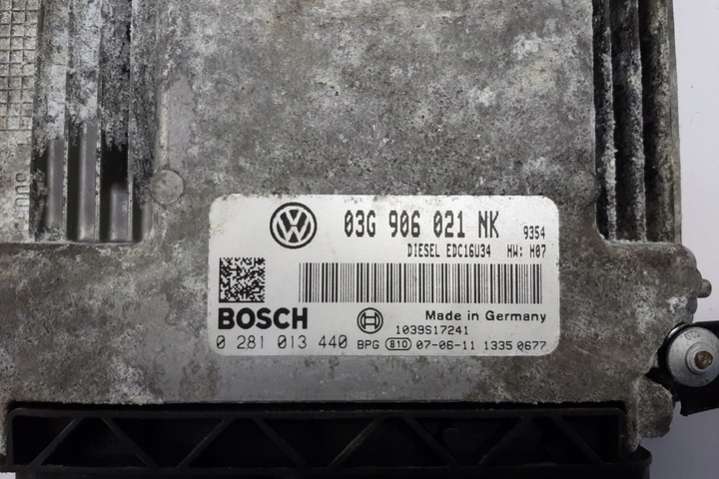 03G 906 021 NK 9354
DIESEL EDC16U34 HW: H07
BOSCH
Made in Germany
1039S17241
0 281 013 440 BPG 810 07-06-11 1335 0677